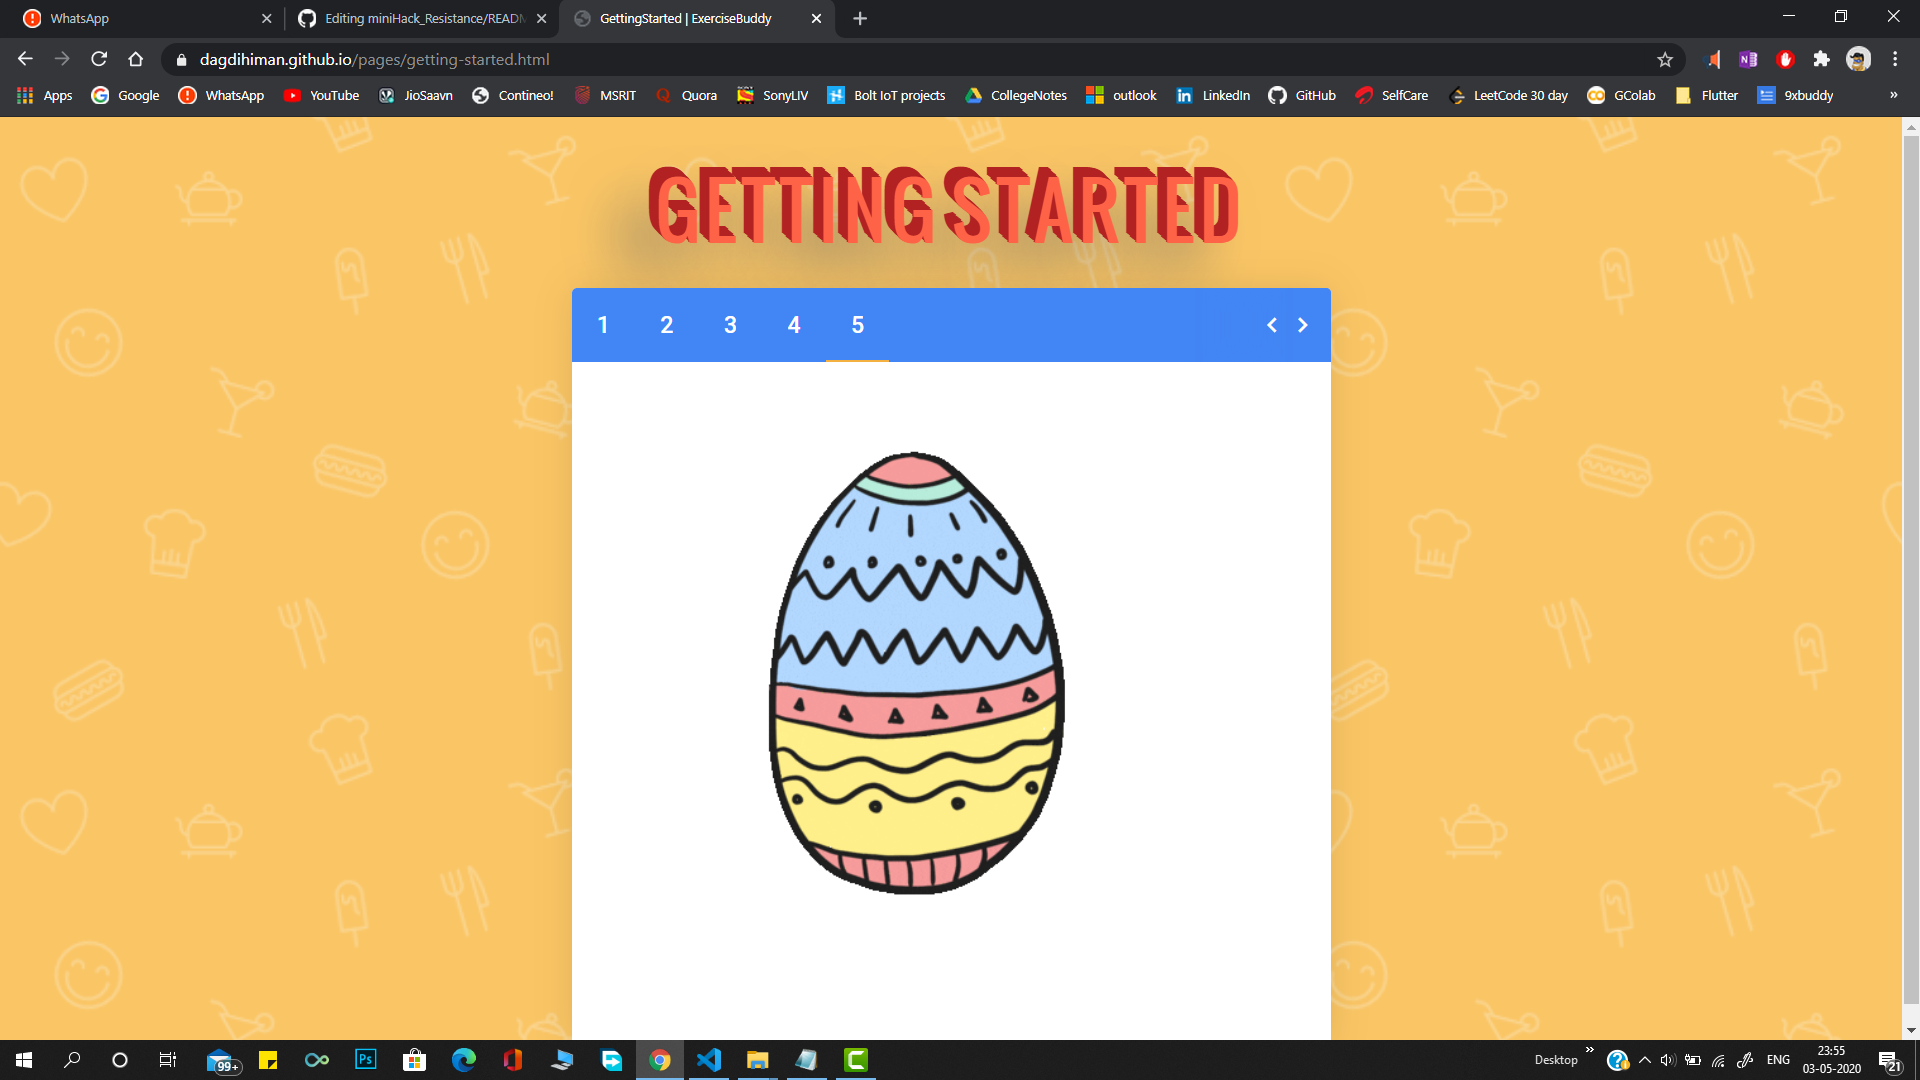 WhatsApp
Editing miniHack_Resistance/READM
GettingStarted | ExerciseBuddy
dagdihiman.github.io/pages/getting-started.html
Apps
Google
WhatsApp
YouTube
JioSaavn
Contineo!
MSRIT
Quora
SonyLIV
Bolt IoT projects
CollegeNotes
outlook
LinkedIn
GitHub
SelfCare
LeetCode 30 day
GColab
Flutter
9xbuddy
»
GETTING STARTED
1 2 3 4 5
99+
Ps
Desktop
»
ENG
23:55
03-05-2020
21